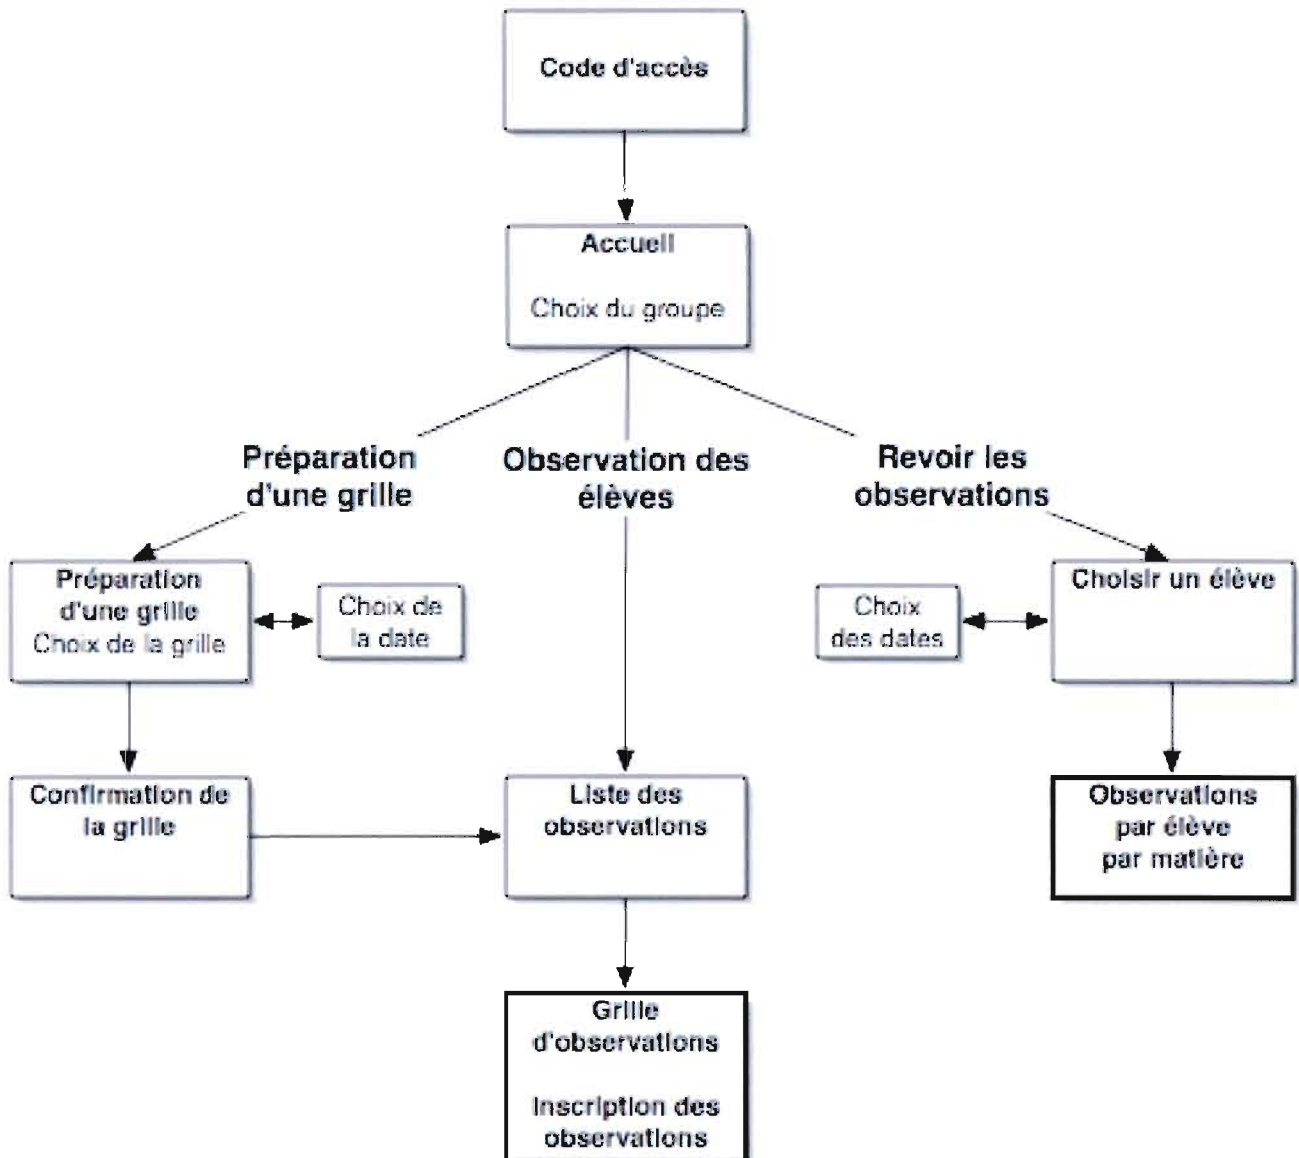 Code d'accès
Accueil
Choix du groupe
Préparation
d'une grille
Observation des
élèves
Revoir les
observations
Préparation
d'une grille
Choix de la grille
Choix de
la date
Choix
des dates
Choisir un élève
Confirmation de
la grille
Liste des
observations
Observations
par élève
par matière
Grille
d'observations
Inscription des
observations